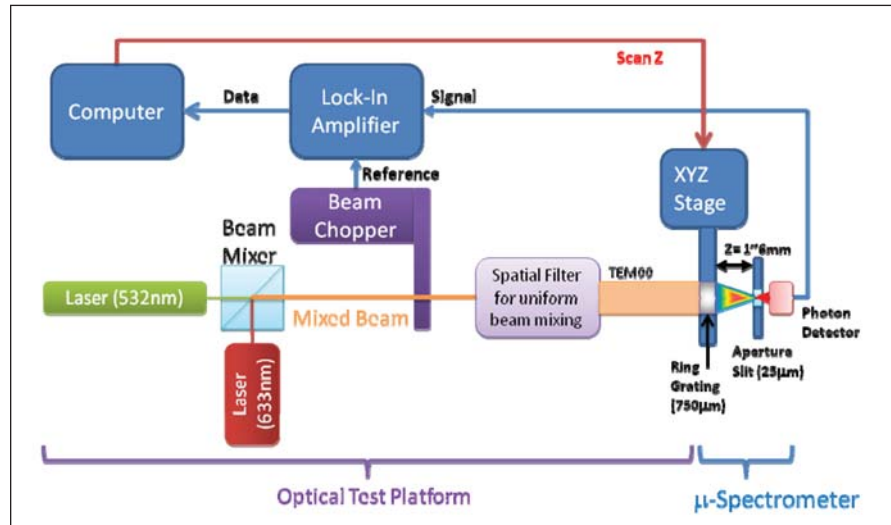 Scan Z
Computer
Data
Lock-In
Amplifier
Signal
Reference
XYZ
Stage
Beam
Chopper
Beam
Mixer
Z= 1~6mm
Laser (532nm)
Mixed Beam
Spatial Filter
for uniform
beam mixing
TEM00
Photon
Detector
Laser
(633nm)
Ring
Grating
(750µm)
Aperture
Slit (25µm)
Optical Test Platform
µ-Spectrometer